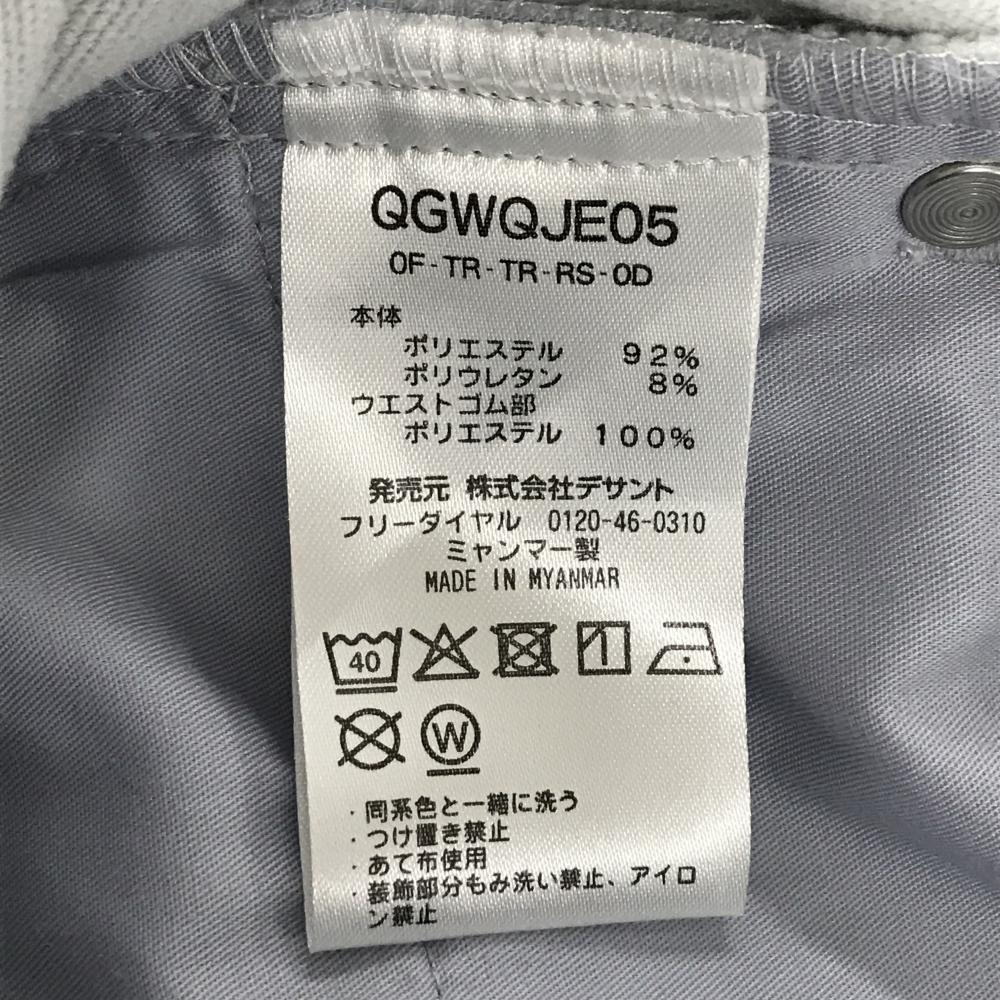 QGWQJE05
OF-TR-TR-RS-OD
本体
ポリエステル 92%
ポリウレタン 8%
ウエストゴム部
ポリエステル 100%
発売元 株式会社デサント
フリーダイヤル 0120-46-0310
ミャンマー製
MADE IN MYANMAR
40
W
・同系色と一緒に洗う
・つけ置き禁止
・あて布使用
・装飾部分もみ洗い禁止、アイロ
ン禁止